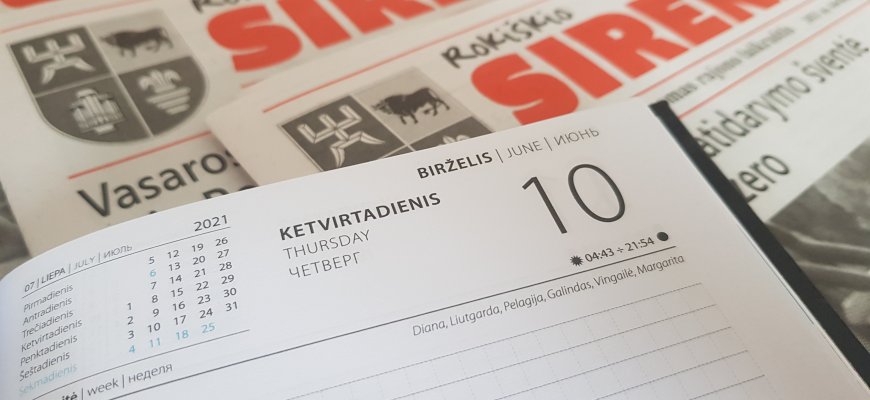 SIREN
Rokiškio
SIREN
Vasaros
atidarymo šventė
žero
BIRŽELIS | JUNE | ИЮНЬ
10
KETVIRTADIENIS
THURSDAY
ЧЕТВЕРГ
04:43 ÷ 21:54
Diana, Liutgarda, Pelagija, Galindas, Vingailė, Margarita
2021
07 | LIEPA | JULY | ИЮЛЬ
Pirmadienis 5 12 19 26
Antradienis 6 13 20 27
Trečiadienis 7 14 21 28
Ketvirtadienis 1 8 15 22 29
Penktadienis 2 9 16 23 30
Šeštadienis 3 10 17 24 31
Sekmadienis 4 11 18 25
itė | week | неделя